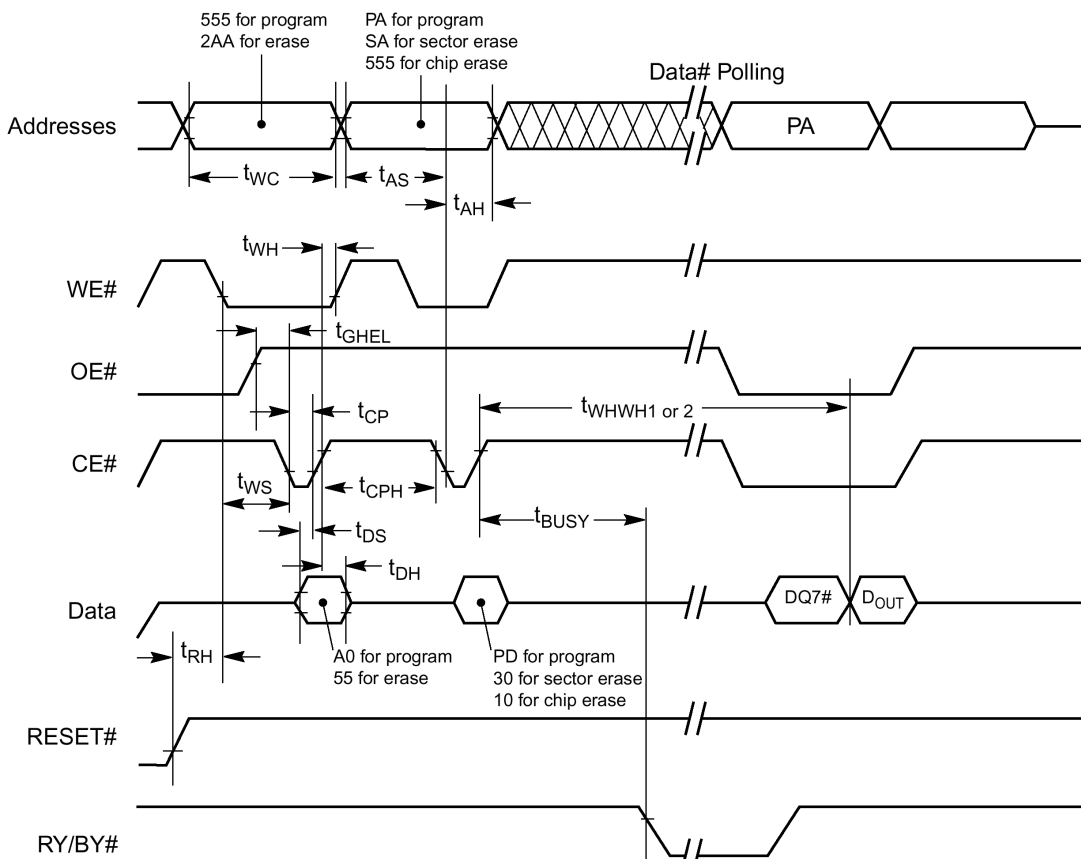 555 for program
2AA for erase
PA for program
SA for sector erase
555 for chip erase
Data# Polling
Addresses
PA
tWC
tAS
tAH
tWH
WE#
tGHEL
OE#
tCP
tWHWH1 or 2
CE#
tWS
tCPH
tBUSY
tDS
tDH
Data
DQ7#
DOUT
tRH
A0 for program
55 for erase
PD for program
30 for sector erase
10 for chip erase
RESET#
RY/BY#